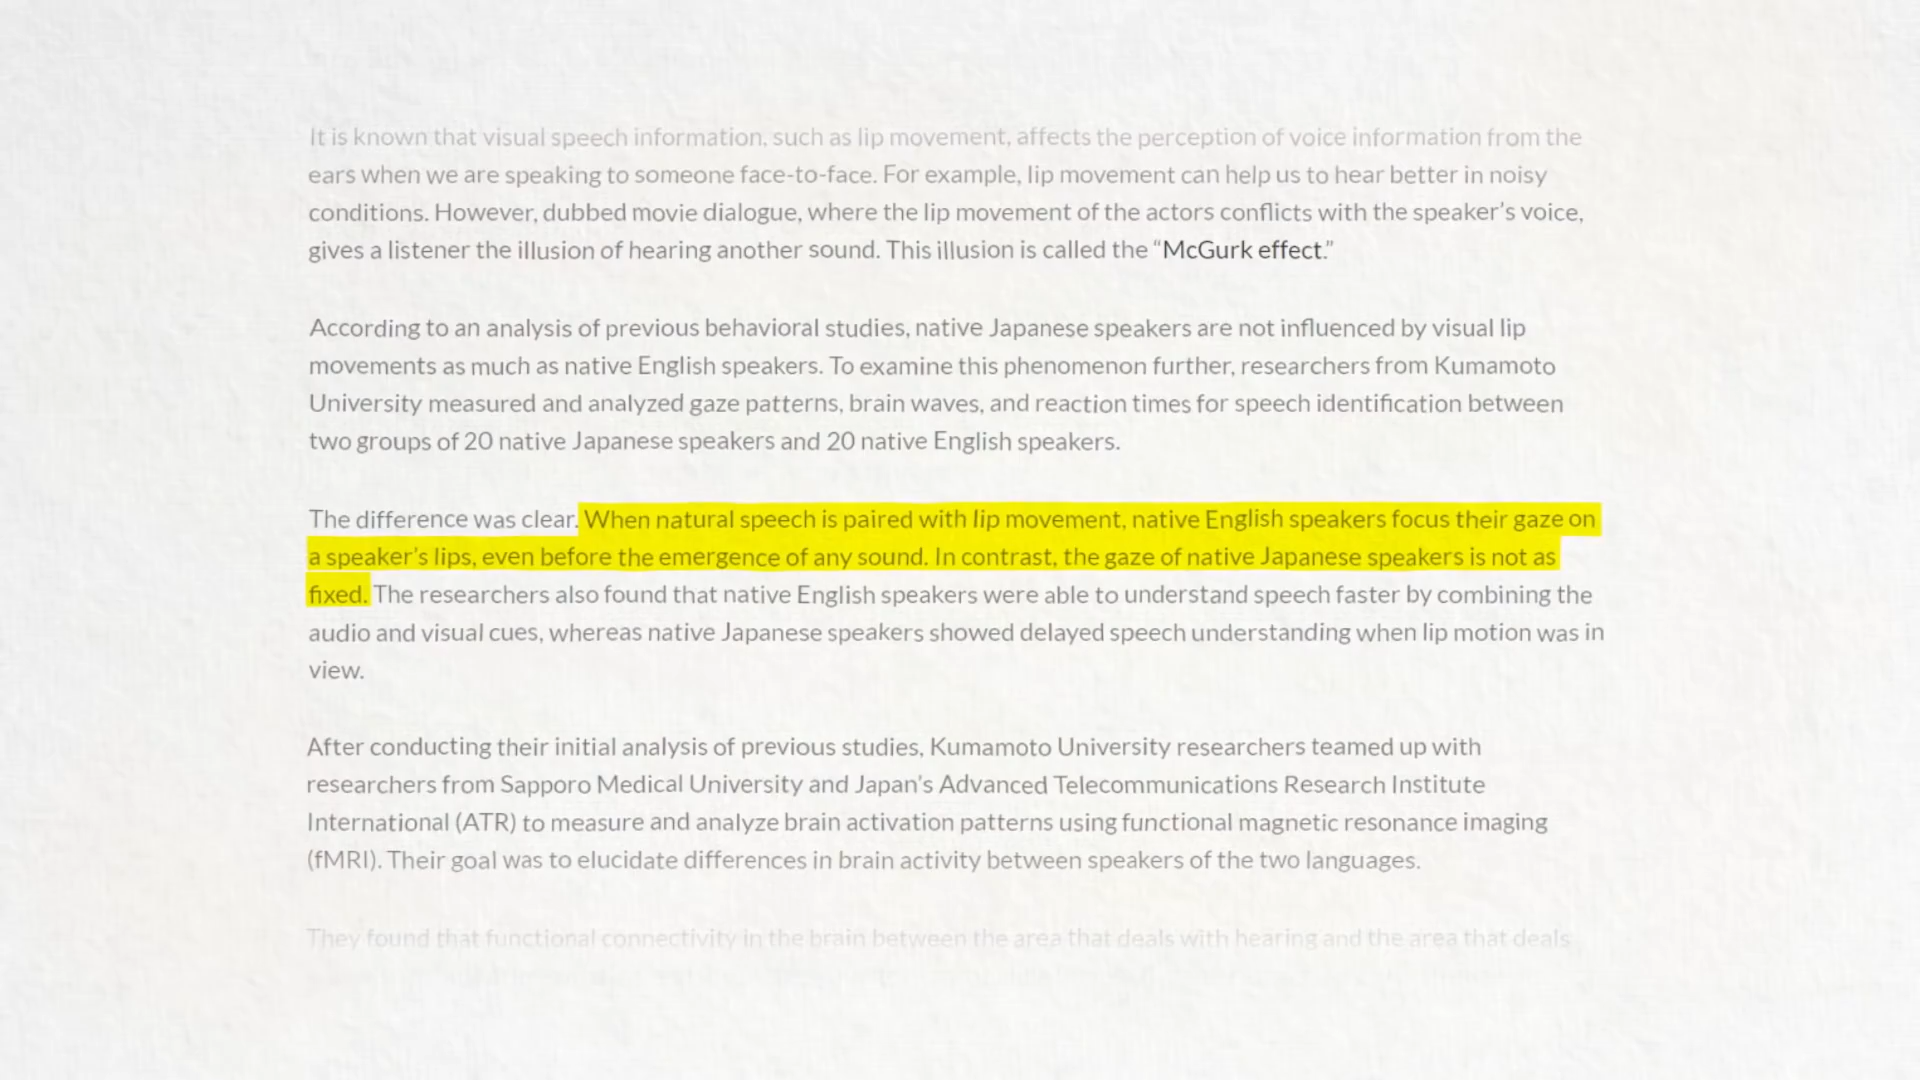 It is known that visual speech information, such as lip movement, affects the perception of voice information from the
ears when we are speaking to someone face-to-face. For example, lip movement can help us to hear better in noisy
conditions. However, dubbed movie dialogue, where the lip movement of the actors conflicts with the speaker’s voice,
gives a listener the illusion of hearing another sound. This illusion is called the “McGurk effect.”
According to an analysis of previous behavioral studies, native Japanese speakers are not influenced by visual lip
movements as much as native English speakers. To examine this phenomenon further, researchers from Kumamoto
University measured and analyzed gaze patterns, brain waves, and reaction times for speech identification between
two groups of 20 native Japanese speakers and 20 native English speakers.
The difference was clear. When natural speech is paired with lip movement, native English speakers focus their gaze on
a speaker’s lips, even before the emergence of any sound. In contrast, the gaze of native Japanese speakers is not as
fixed. The researchers also found that native English speakers were able to understand speech faster by combining the
audio and visual cues, whereas native Japanese speakers showed delayed speech understanding when lip motion was in
view.
After conducting their initial analysis of previous studies, Kumamoto University researchers teamed up with
researchers from Sapporo Medical University and Japan’s Advanced Telecommunications Research Institute
International (ATR) to measure and analyze brain activation patterns using functional magnetic resonance imaging
(fMRI). Their goal was to elucidate differences in brain activity between speakers of the two languages.
They found that functional connectivity in the brain between the area that deals with hearing and the area that deals